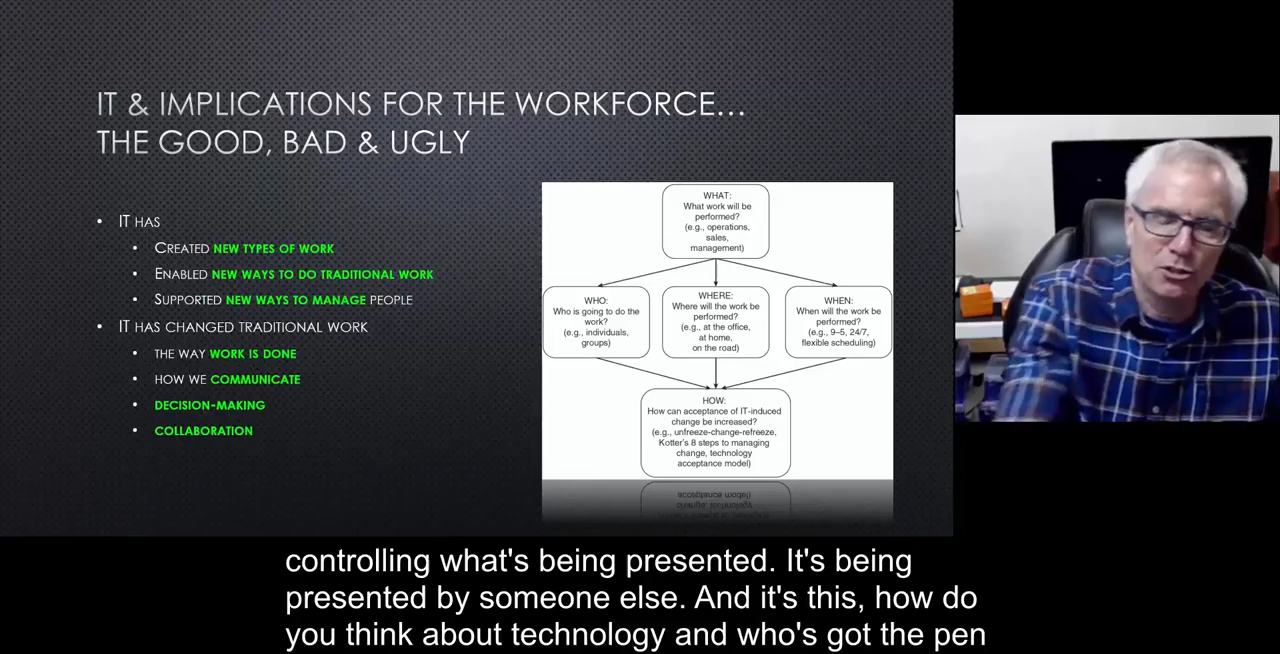 IT & IMPLICATIONS FOR THE WORKFORCE…
THE GOOD, BAD & UGLY
• IT HAS
• CREATED NEW TYPES OF WORK
• ENABLED NEW WAYS TO DO TRADITIONAL WORK
• SUPPORTED NEW WAYS TO MANAGE PEOPLE
• IT HAS CHANGED TRADITIONAL WORK
• THE WAY WORK IS DONE
• HOW WE COMMUNICATE
• DECISION-MAKING
• COLLABORATION
WHAT:
What work will be
performed?
(e.g., operations,
sales,
management)
WHO:
Who is going to do the
work?
(e.g., individuals,
groups)
WHERE:
Where will the work be
performed?
(e.g., at the office,
at home,
on the road)
WHEN:
When will the work be
performed?
(e.g., 9–5, 24/7,
flexible scheduling)
HOW:
How can acceptance of IT-induced
change be increased?
(e.g., unfreeze-change-refreeze,
Kotter's 8 steps to managing
change, technology
acceptance model)
controlling what's being presented. It's being
presented by someone else. And it's this, how do
you think about technology and who's got the pen